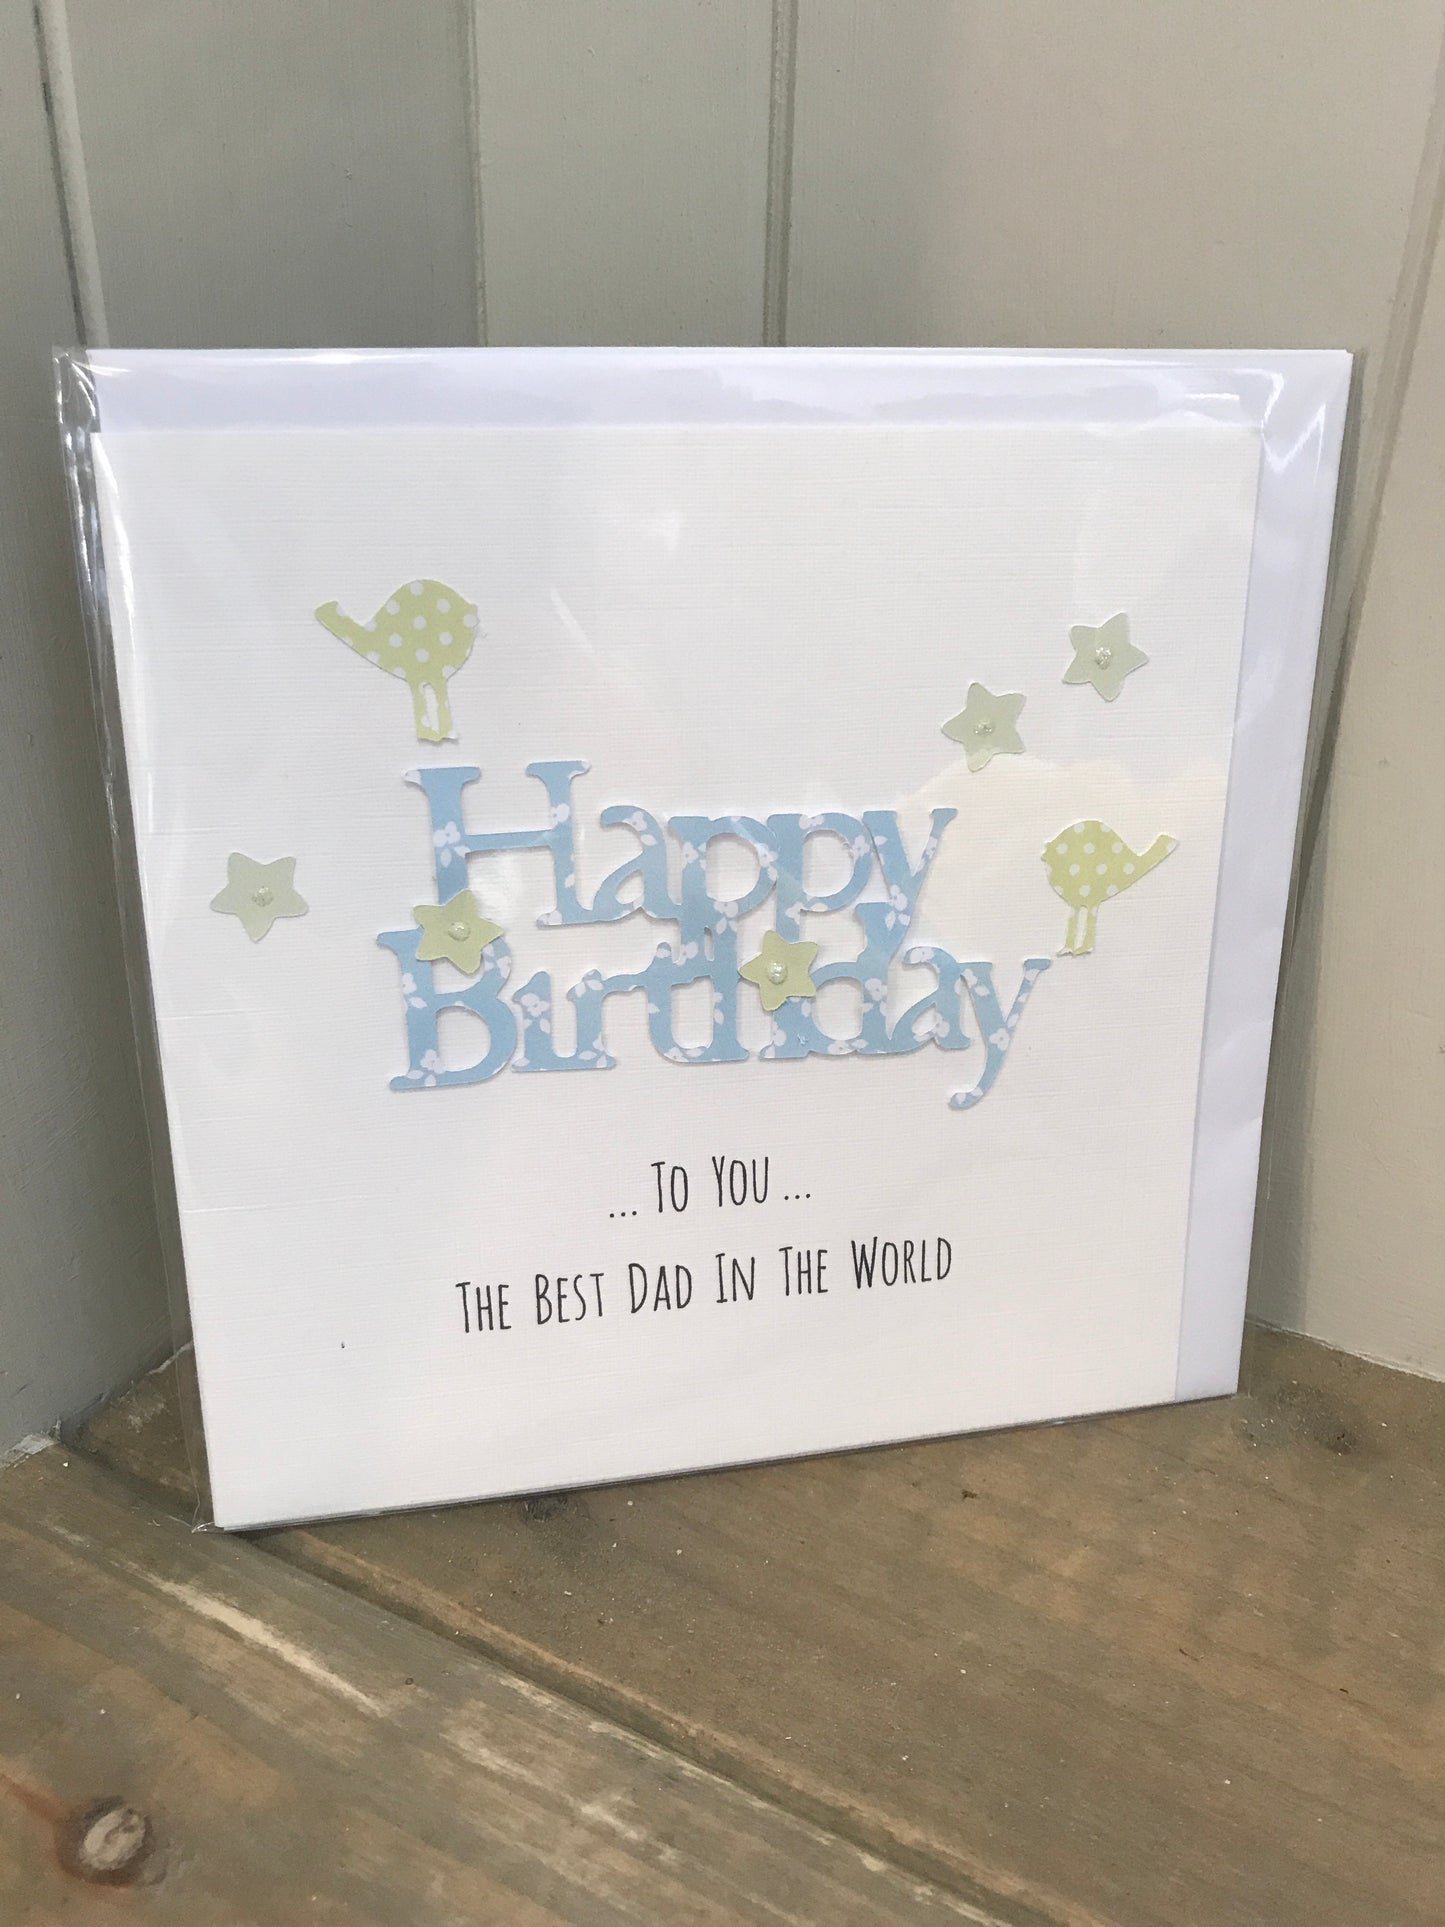 Happy
Birthday
... To You ...
The Best Dad In The World